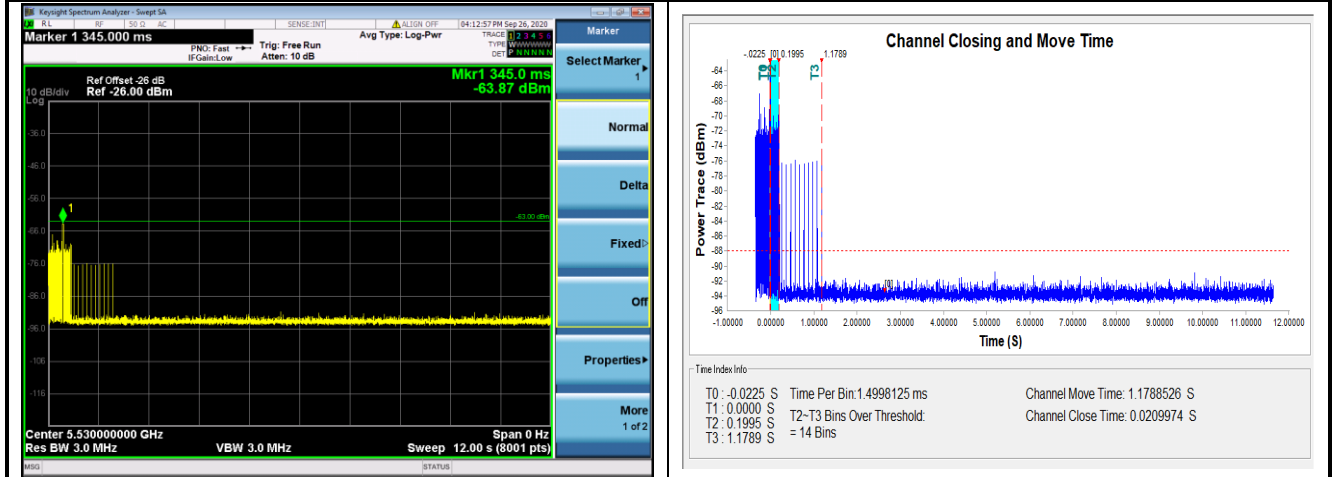 Keysight Spectrum Analyzer - Swept SA
RL RF 50 Ω AC SENSE:INT ALIGN OFF 04:12:57 PM Sep 26, 2020
Marker 1 345.000 ms
PNO: Fast
IFGain:Low
Trig: Free Run
Atten: 10 dB
Avg Type: Log-Pwr
TRACE 1 2 3 4 5 6
TYPE WWWWWW
DET P N N N N N
Ref Offset -26 dB
10 dB/div Ref -26.00 dBm
Log
Mkr1 345.0 ms
-63.87 dBm
1
-63.00 dBm
-36.0
-46.0
-56.0
-66.0
-76.0
-86.0
-96.0
-106
-116
Center 5.530000000 GHz Span 0 Hz
Res BW 3.0 MHz VBW 3.0 MHz Sweep 12.00 s (8001 pts)
MSG STATUS
Marker
Select Marker
1
Normal
Delta
Fixed
Off
Properties
More
1 of 2
Channel Closing and Move Time
-.0225 [0] 0.1995 1.1789
T0 T2 T3
Power Trace (dBm)
-64
-66
-68
-70
-72
-74
-76
-78
-80
-82
-84
-86
-88
-90
-92
-94
-96
[0]
-1.00000 0.00000 1.00000 2.00000 3.00000 4.00000 5.00000 6.00000 7.00000 8.00000 9.00000 10.00000 11.00000 12.00000
Time (S)
Time Index Info
T0 : -0.0225 S
T1 : 0.0000 S
T2 : 0.1995 S
T3 : 1.1789 S
Time Per Bin:1.4998125 ms
T2~T3 Bins Over Threshold:
= 14 Bins
Channel Move Time: 1.1788526 S
Channel Close Time: 0.0209974 S